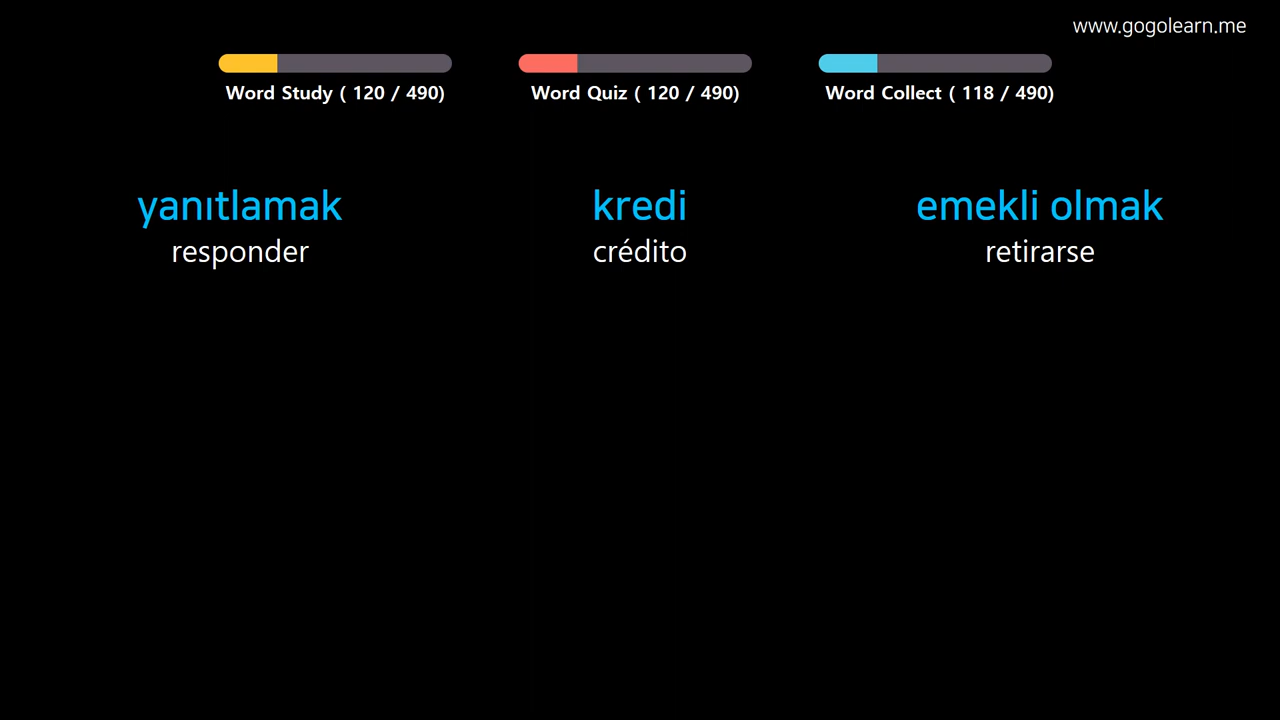 www.gogolearn.me
Word Study ( 120 / 490)
Word Quiz ( 120 / 490)
Word Collect ( 118 / 490)
yanıtlamak
responder
kredi
crédito
emekli olmak
retirarse